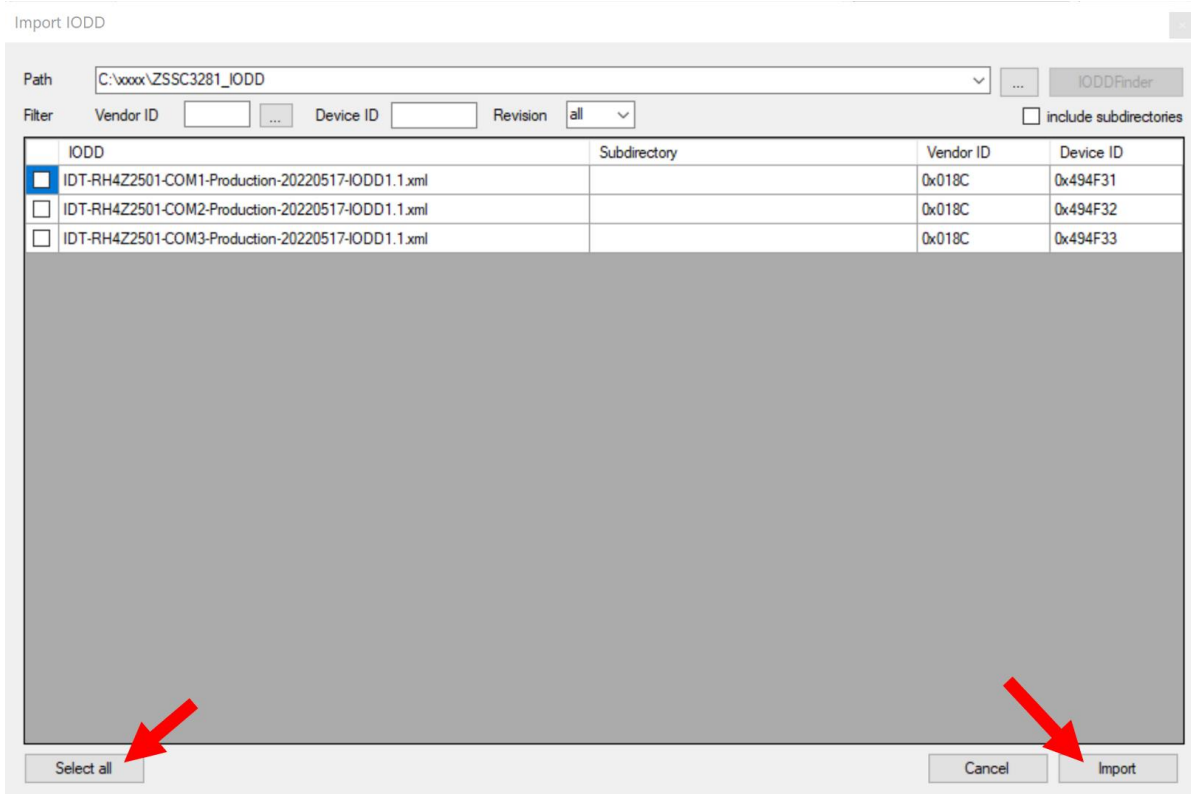 Import IODD
Path C:\xxxx\ZSSC3281_IODD ... IODDFinder
Filter Vendor ID ... Device ID Revision all include subdirectories
IODD Subdirectory Vendor ID Device ID
IDT-RH4Z2501-COM1-Production-20220517-IODD1.1.xml 0x018C 0x494F31
IDT-RH4Z2501-COM2-Production-20220517-IODD1.1.xml 0x018C 0x494F32
IDT-RH4Z2501-COM3-Production-20220517-IODD1.1.xml 0x018C 0x494F33
Select all Cancel Import